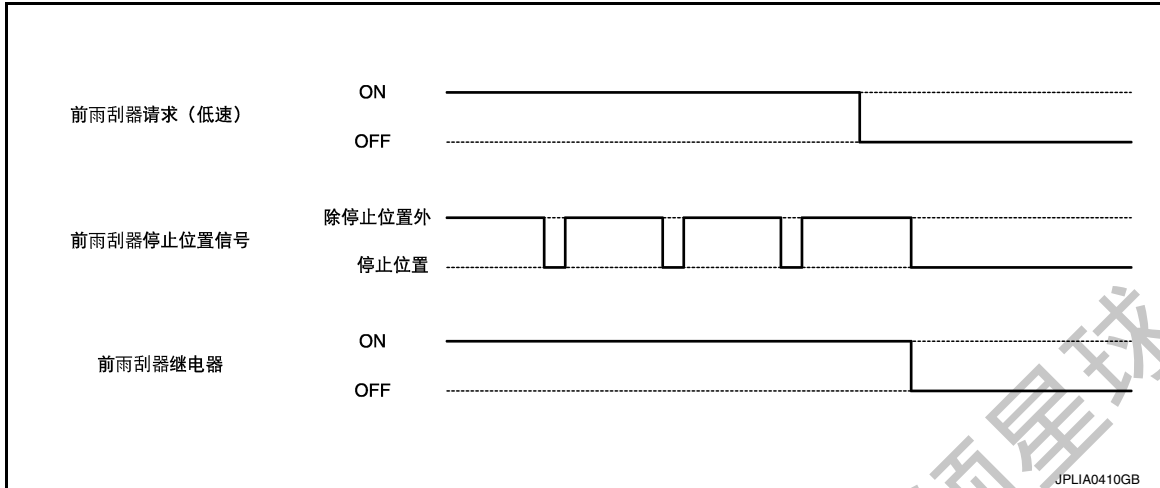 前雨刮器请求（低速）
ON
OFF
前雨刮器停止位置信号
除停止位置外
停止位置
前雨刮器继电器
ON
OFF
JPLIA0410GB